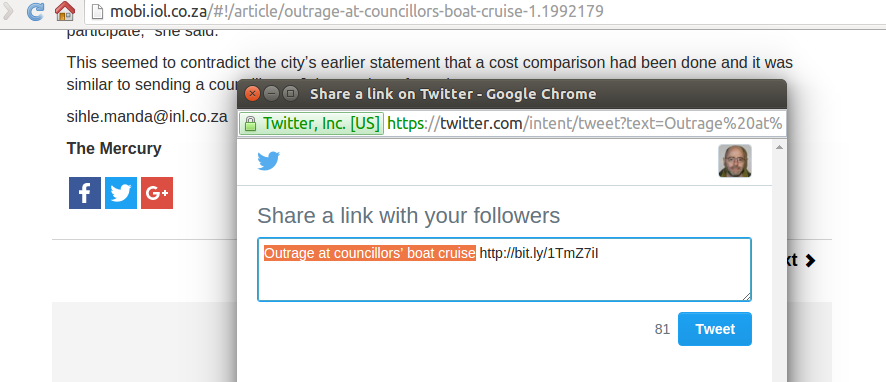 mobi.iol.co.za/#!/article/outrage-at-councillors-boat-cruise-1.1992179
participate," she said.
This seemed to contradict the city's earlier statement that a cost comparison had been done and it was
similar to sending a
sihle.manda@inl.co.za
The Mercury
Share a link on Twitter - Google Chrome
Twitter, Inc. [US] https://twitter.com/intent/tweet?text=Outrage%20at%
Share a link with your followers
Outrage at councillors' boat cruise http://bit.ly/1TmZ7iI
xt
81 Tweet
f G+